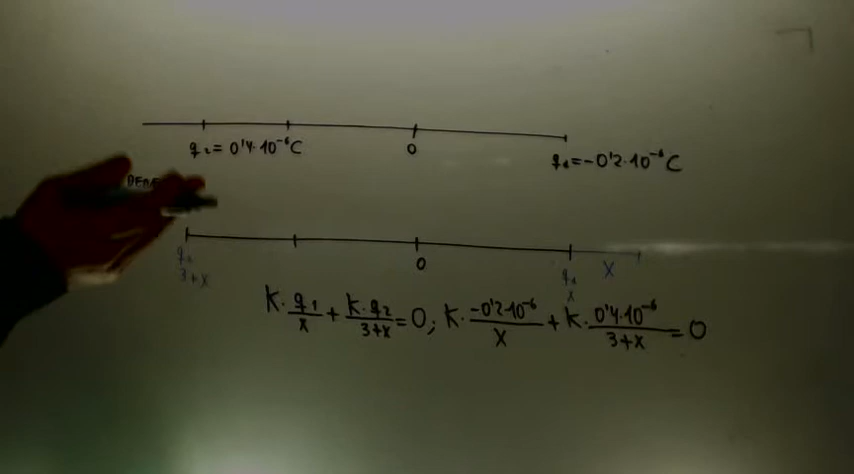 q₂ = 0'4·10⁻⁶C
0
q₁ = -0'2·10⁻⁶C
q₂
3+x
0
q₁
x
X
K·q₁/x + K·q₂/3+x = 0; K·-0'2·10⁻⁶/x + K·0'4·10⁻⁶/3+x = 0